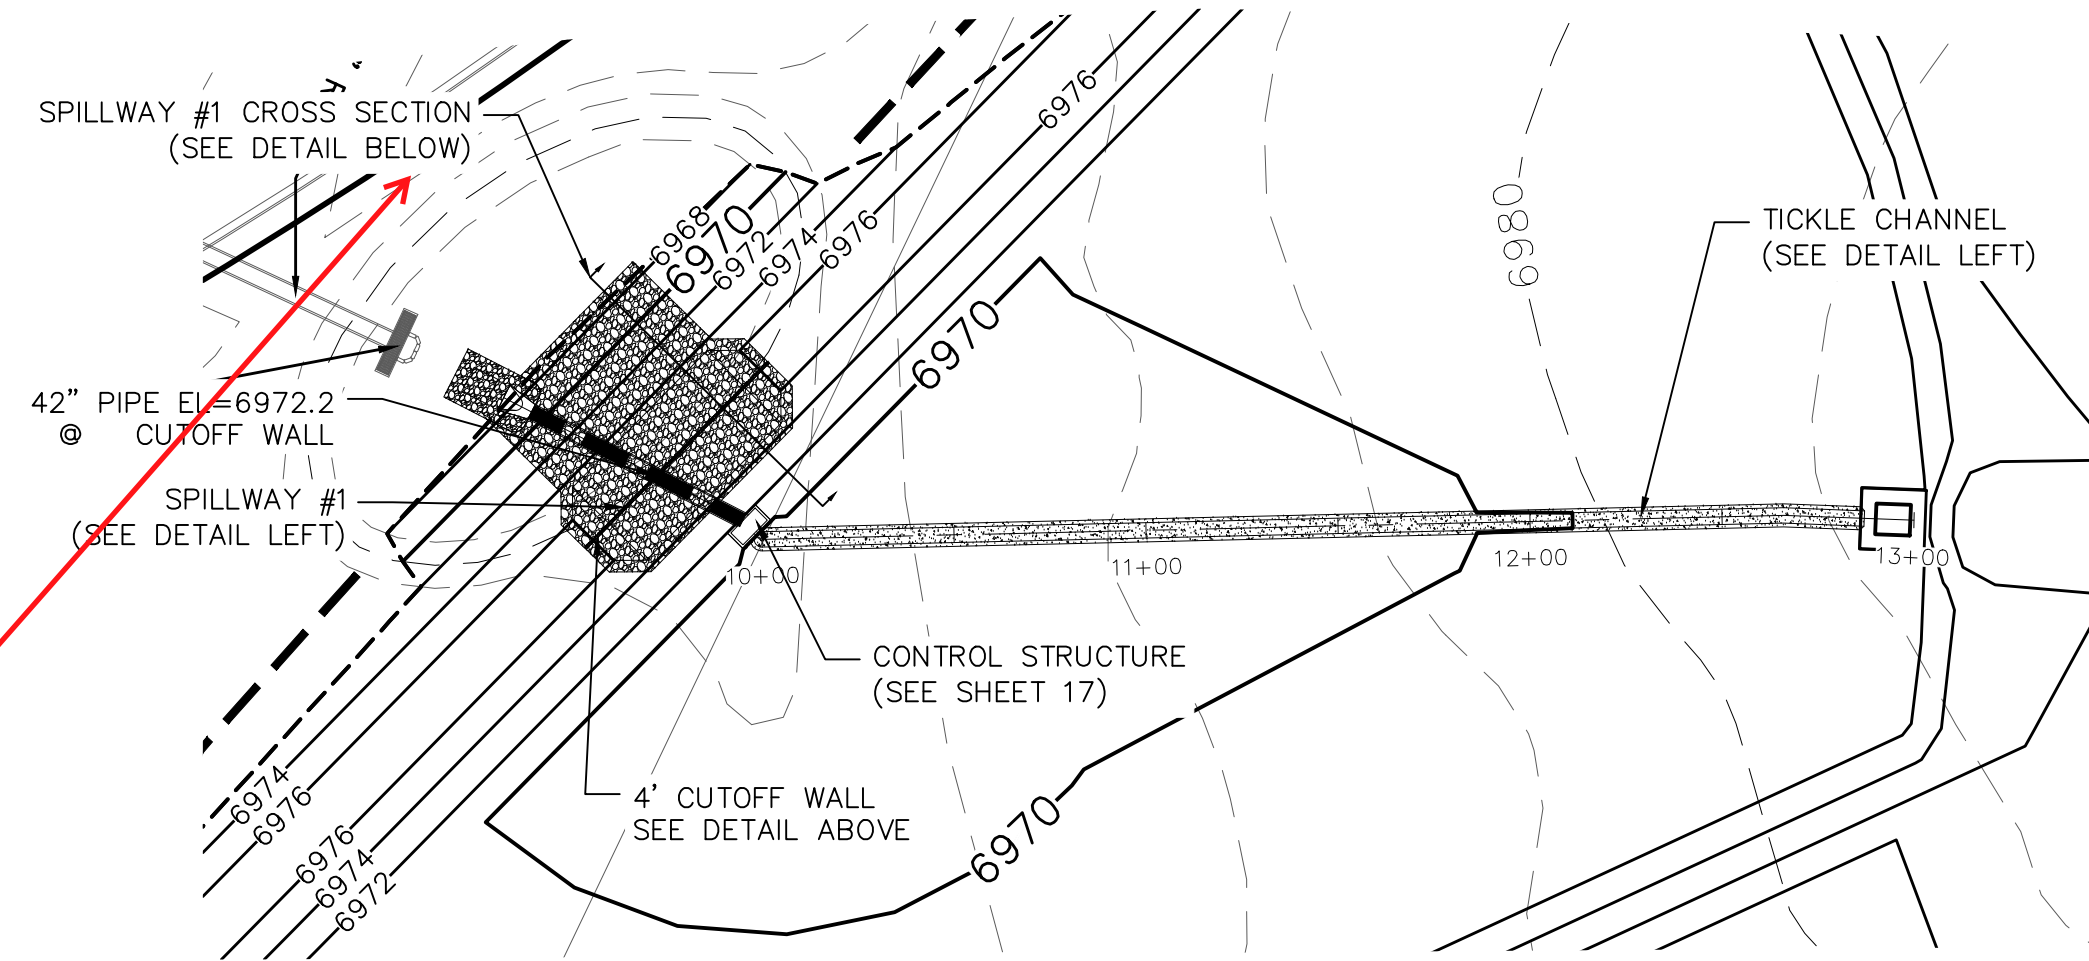 SPILLWAY #1 CROSS SECTION
(SEE DETAIL BELOW)
6976
6968
6970
6972
6974
6976
6980
TICKLE CHANNEL
(SEE DETAIL LEFT)
6970
42" PIPE EL=6972.2
@ CUTOFF WALL
SPILLWAY #1
(SEE DETAIL LEFT)
10+00
11+00
12+00
13+00
CONTROL STRUCTURE
(SEE SHEET 17)
4' CUTOFF WALL
SEE DETAIL ABOVE
6974
6976
6976
6974
6972
6970